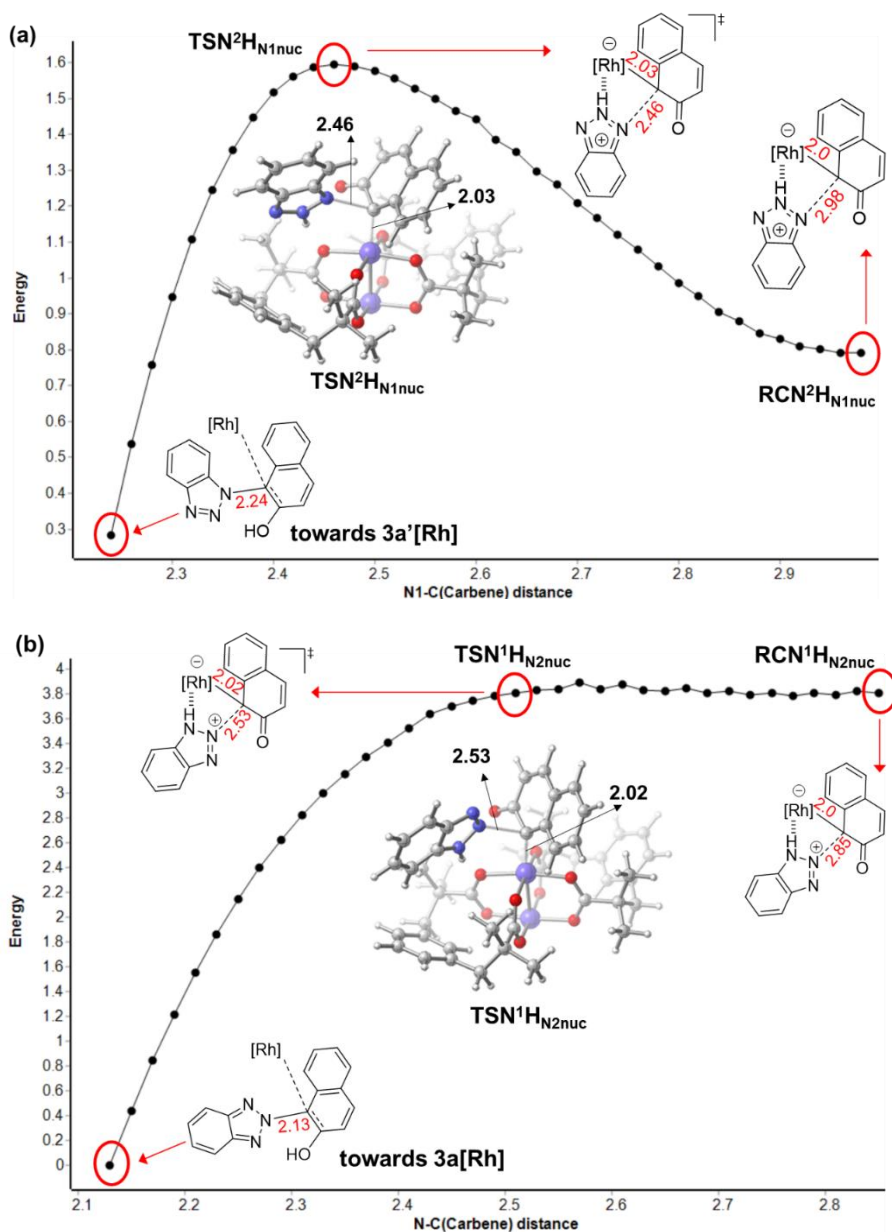 (a)
TSN²H_N1nuc
1.6
1.5
1.4
1.3
1.2
1.1
1
0.9
0.8
0.7
0.6
0.5
0.4
0.3
Energy
2.46
2.03
TSN²H_N1nuc
‡
⊖
[Rh]
2.03
H
2.46
N
N
N
⊕
O
⊖
[Rh]
2.0
H
2.98
N
N
N
⊕
O
RCN²H_N1nuc
[Rh]
N
N=N
2.24
HO
towards 3a'[Rh]
2.3
2.4
2.5
2.6
2.7
2.8
2.9
N1-C(Carbene) distance
(b)
TSN¹H_N2nuc
RCN¹H_N2nuc
4
3.8
3.6
3.4
3.2
3
2.8
2.6
2.4
2.2
2
1.8
1.6
1.4
1.2
1
0.8
0.6
0.4
0.2
0
Energy
‡
⊖
[Rh]
2.02
H
2.53
N
N
N
⊕
O
2.53
2.02
TSN¹H_N2nuc
⊖
[Rh]
2.0
H
2.85
N
N
N
⊕
O
[Rh]
N
N
N
2.13
HO
towards 3a[Rh]
2.1
2.2
2.3
2.4
2.5
2.6
2.7
2.8
N-C(Carbene) distance